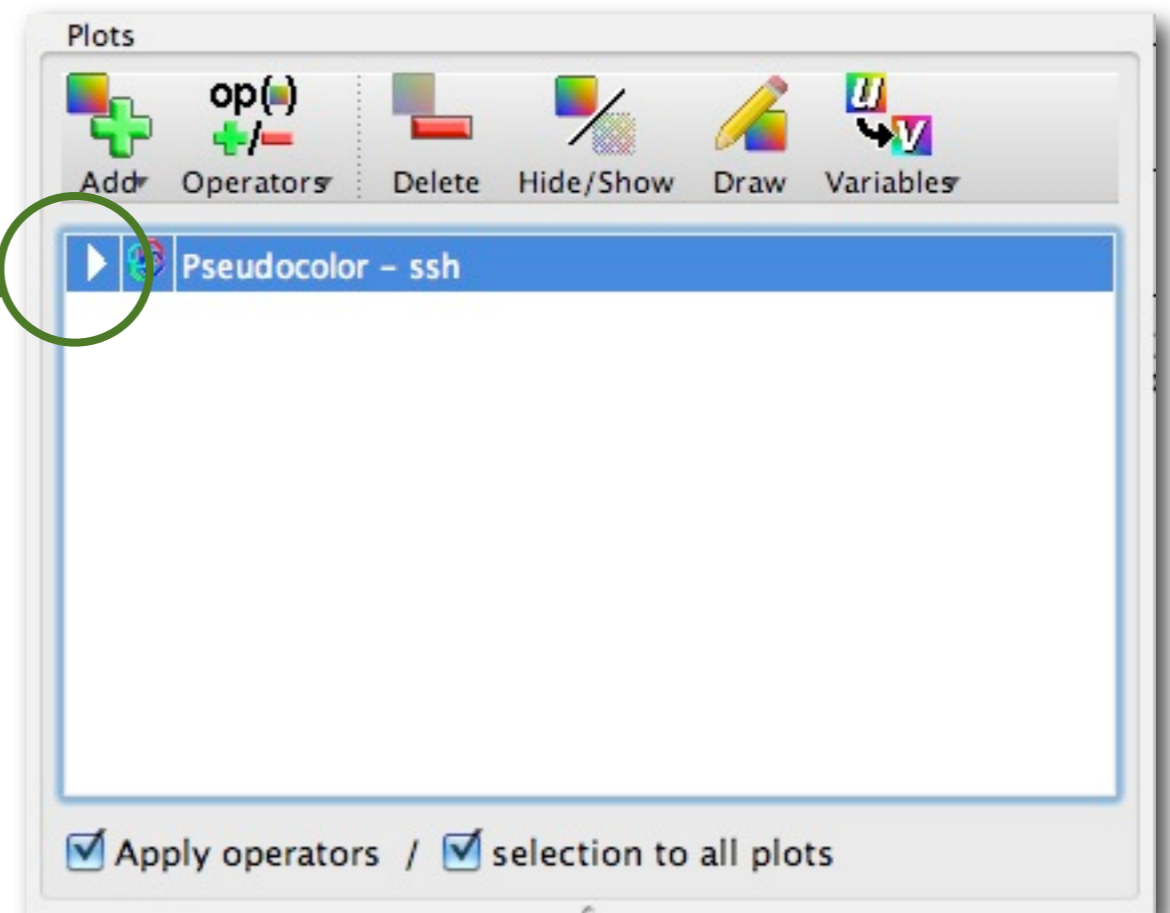 Plots
op( )
+/−
u
v
Add Operators Delete Hide/Show Draw Variables
Pseudocolor – ssh
Apply operators / selection to all plots